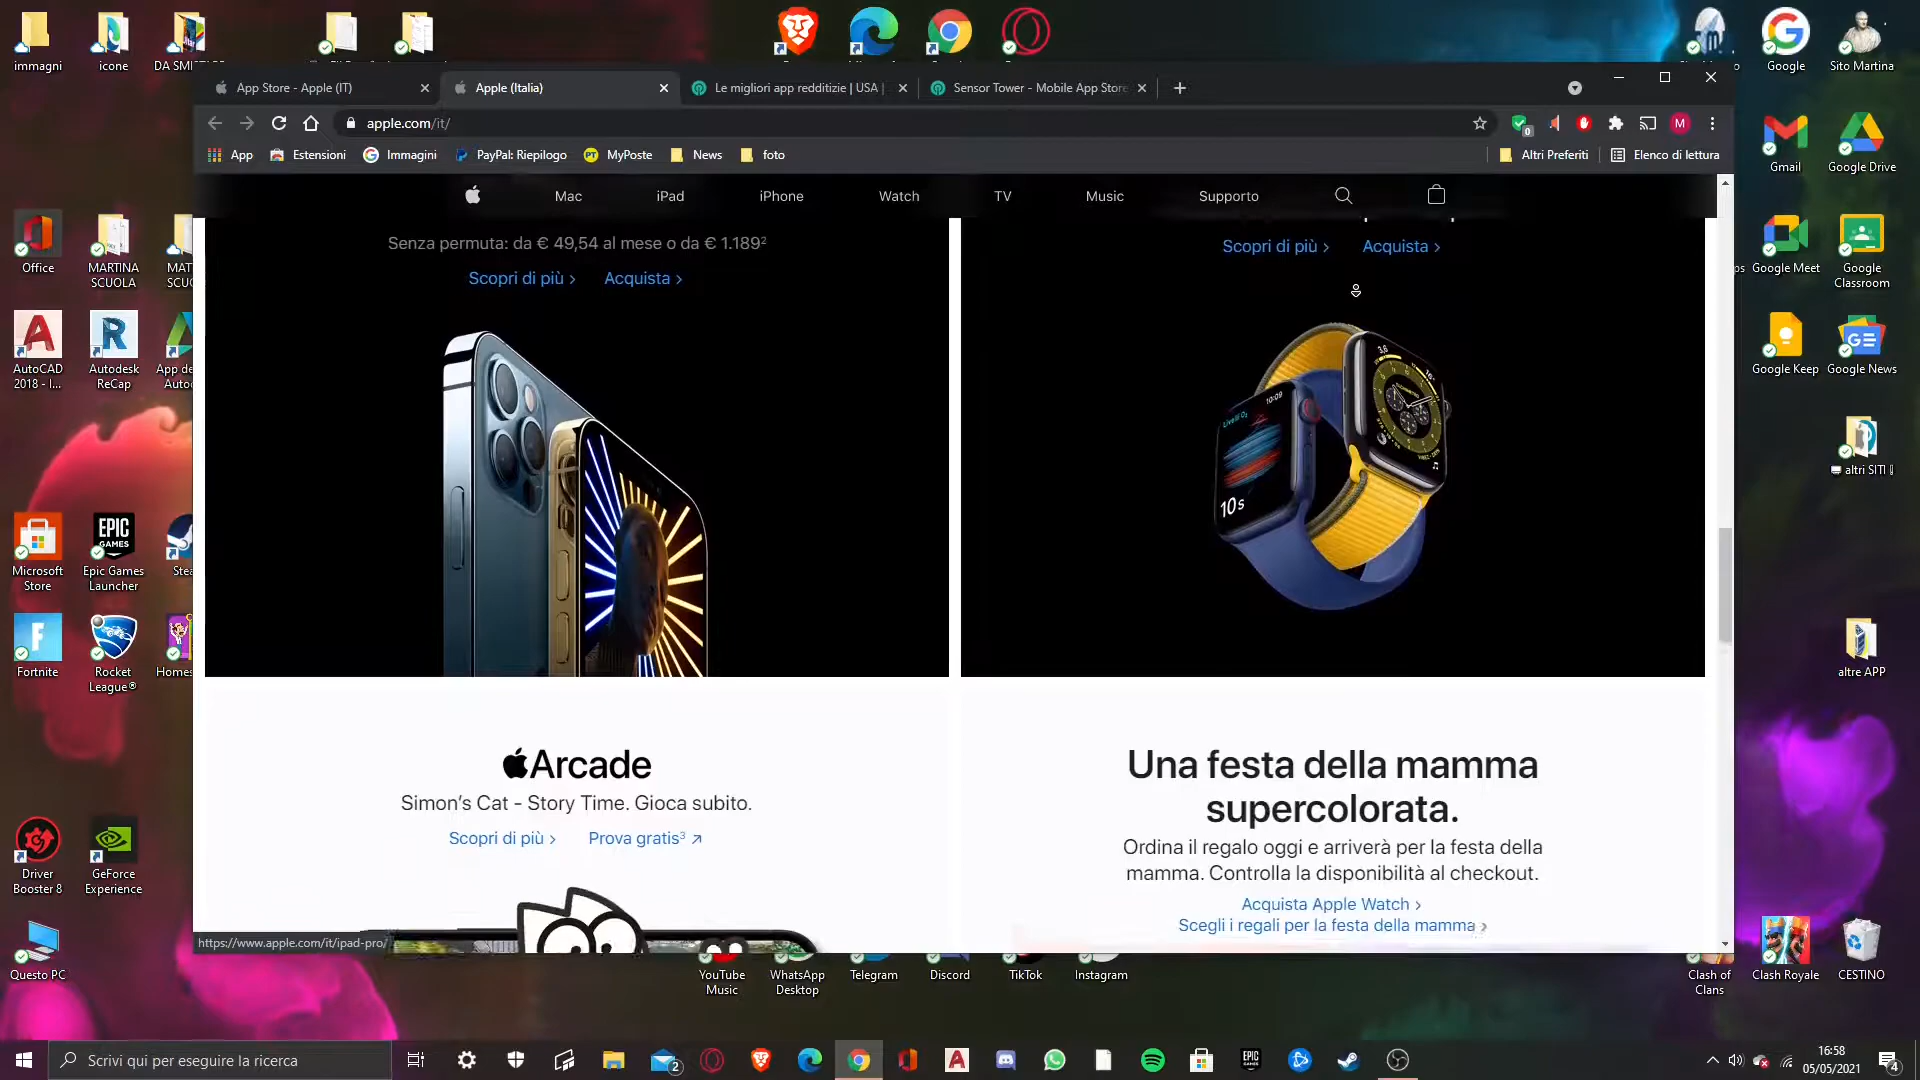 immagni
icone
Google
Sito Martina
App Store - Apple (IT)
Apple (Italia)
Le migliori app redditizie | USA |
Sensor Tower - Mobile App Store
apple.com/it/
App
Estensioni
Immagini
PayPal: Riepilogo
MyPoste
News
foto
Altri Preferiti
Elenco di lettura
Mac
iPad
iPhone
Watch
TV
Music
Supporto
Senza permuta: da € 49,54 al mese o da € 1.189²
Scopri di più >
Acquista >
Scopri di più >
Acquista >
10:09
10s
Arcade
Simon's Cat - Story Time. Gioca subito.
Scopri di più >
Prova gratis³ ↗
Una festa della mamma
supercolorata.
Ordina il regalo oggi e arriverà per la festa della
mamma. Controlla la disponibilità al checkout.
Acquista Apple Watch >
Scegli i regali per la festa della mamma >
https://www.apple.com/it/ipad-pro/
Office
MARTINA
SCUOLA
AutoCAD
2018 - I...
Autodesk
ReCap
Microsoft
Store
EPIC
GAMES
Epic Games
Launcher
Fortnite
Rocket
League®
Driver
Booster 8
GeForce
Experience
Questo PC
Gmail
Google Drive
Google Meet
Google
Classroom
Google Keep
Google News
altri SITI
altre APP
YouTube
Music
WhatsApp
Desktop
Telegram
Discord
TikTok
Instagram
Clash of
Clans
Clash Royale
CESTINO
Scrivi qui per eseguire la ricerca
2
16:58
05/05/2021
4